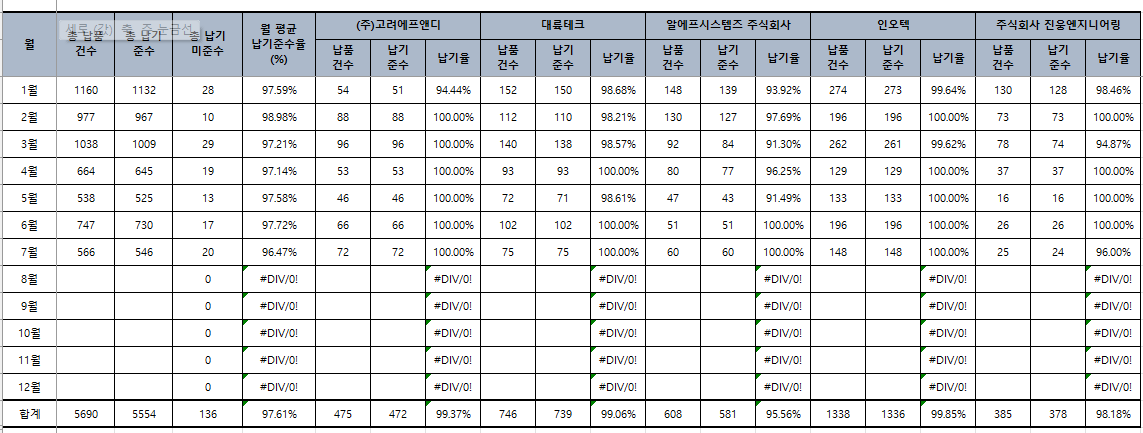 월 총 납품 건수 총 납기 준수 총 납기 미준수 월 평균 납기준수율 (%) (주)고려에프앤디 대륙테크 알에프시스템즈 주식회사 인오텍 주식회사 진웅엔지니어링
납품 건수 납기 준수 납기율 납품 건수 납기 준수 납기율 납품 건수 납기 준수 납기율 납품 건수 납기 준수 납기율 납품 건수 납기 준수 납기율
1월 1160 1132 28 97.59% 54 51 94.44% 152 150 98.68% 148 139 93.92% 274 273 99.64% 130 128 98.46%
2월 977 967 10 98.98% 88 88 100.00% 112 110 98.21% 130 127 97.69% 196 196 100.00% 73 73 100.00%
3월 1038 1009 29 97.21% 96 96 100.00% 140 138 98.57% 92 84 91.30% 262 261 99.62% 78 74 94.87%
4월 664 645 19 97.14% 53 53 100.00% 93 93 100.00% 80 77 96.25% 129 129 100.00% 37 37 100.00%
5월 538 525 13 97.58% 46 46 100.00% 72 71 98.61% 47 43 91.49% 133 133 100.00% 16 16 100.00%
6월 747 730 17 97.72% 66 66 100.00% 102 102 100.00% 51 51 100.00% 196 196 100.00% 26 26 100.00%
7월 566 546 20 96.47% 72 72 100.00% 75 75 100.00% 60 60 100.00% 148 148 100.00% 25 24 96.00%
8월 0 #DIV/0! #DIV/0! #DIV/0! #DIV/0! #DIV/0! #DIV/0!
9월 0 #DIV/0! #DIV/0! #DIV/0! #DIV/0! #DIV/0! #DIV/0!
10월 0 #DIV/0! #DIV/0! #DIV/0! #DIV/0! #DIV/0! #DIV/0!
11월 0 #DIV/0! #DIV/0! #DIV/0! #DIV/0! #DIV/0! #DIV/0!
12월 0 #DIV/0! #DIV/0! #DIV/0! #DIV/0! #DIV/0! #DIV/0!
합계 5690 5554 136 97.61% 475 472 99.37% 746 739 99.06% 608 581 95.56% 1338 1336 99.85% 385 378 98.18%